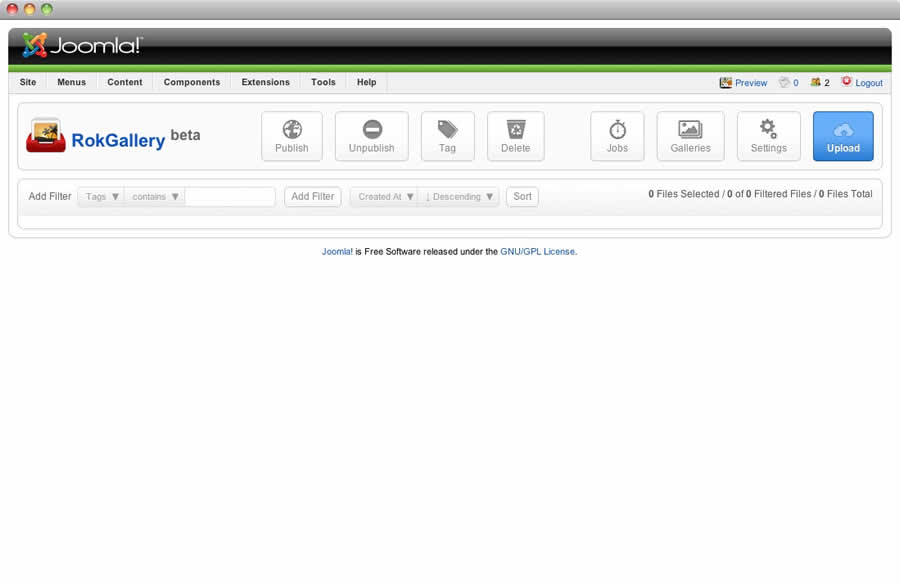 Joomla!™
Site Menus Content Components Extensions Tools Help Preview 0 2 Logout
RokGallery beta
Publish Unpublish Tag Delete Jobs Galleries Settings Upload
Add Filter Tags ▼ contains ▼ Add Filter Created At ▼ ↓ Descending ▼ Sort 0 Files Selected / 0 of 0 Filtered Files / 0 Files Total
Joomla! is Free Software released under the GNU/GPL License.